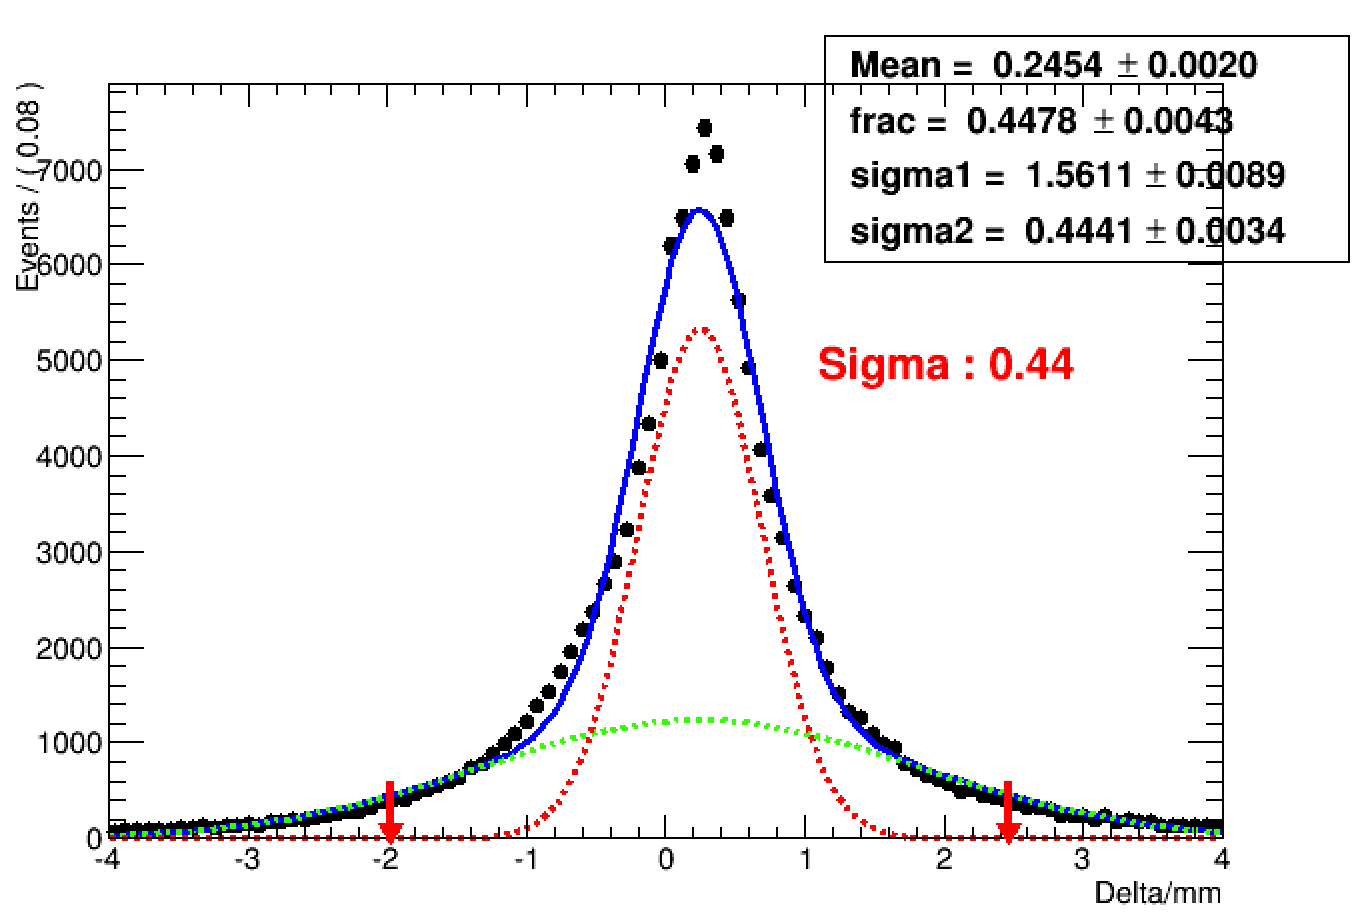 Mean = 0.2454 ± 0.0020
frac = 0.4478 ± 0.0043
sigma1 = 1.5611 ± 0.0089
sigma2 = 0.4441 ± 0.0034
Sigma : 0.44
Events / ( 0.08 )
7000
6000
5000
4000
3000
2000
1000
0
-4 -3 -2 -1 0 1 2 3 4
Delta/mm